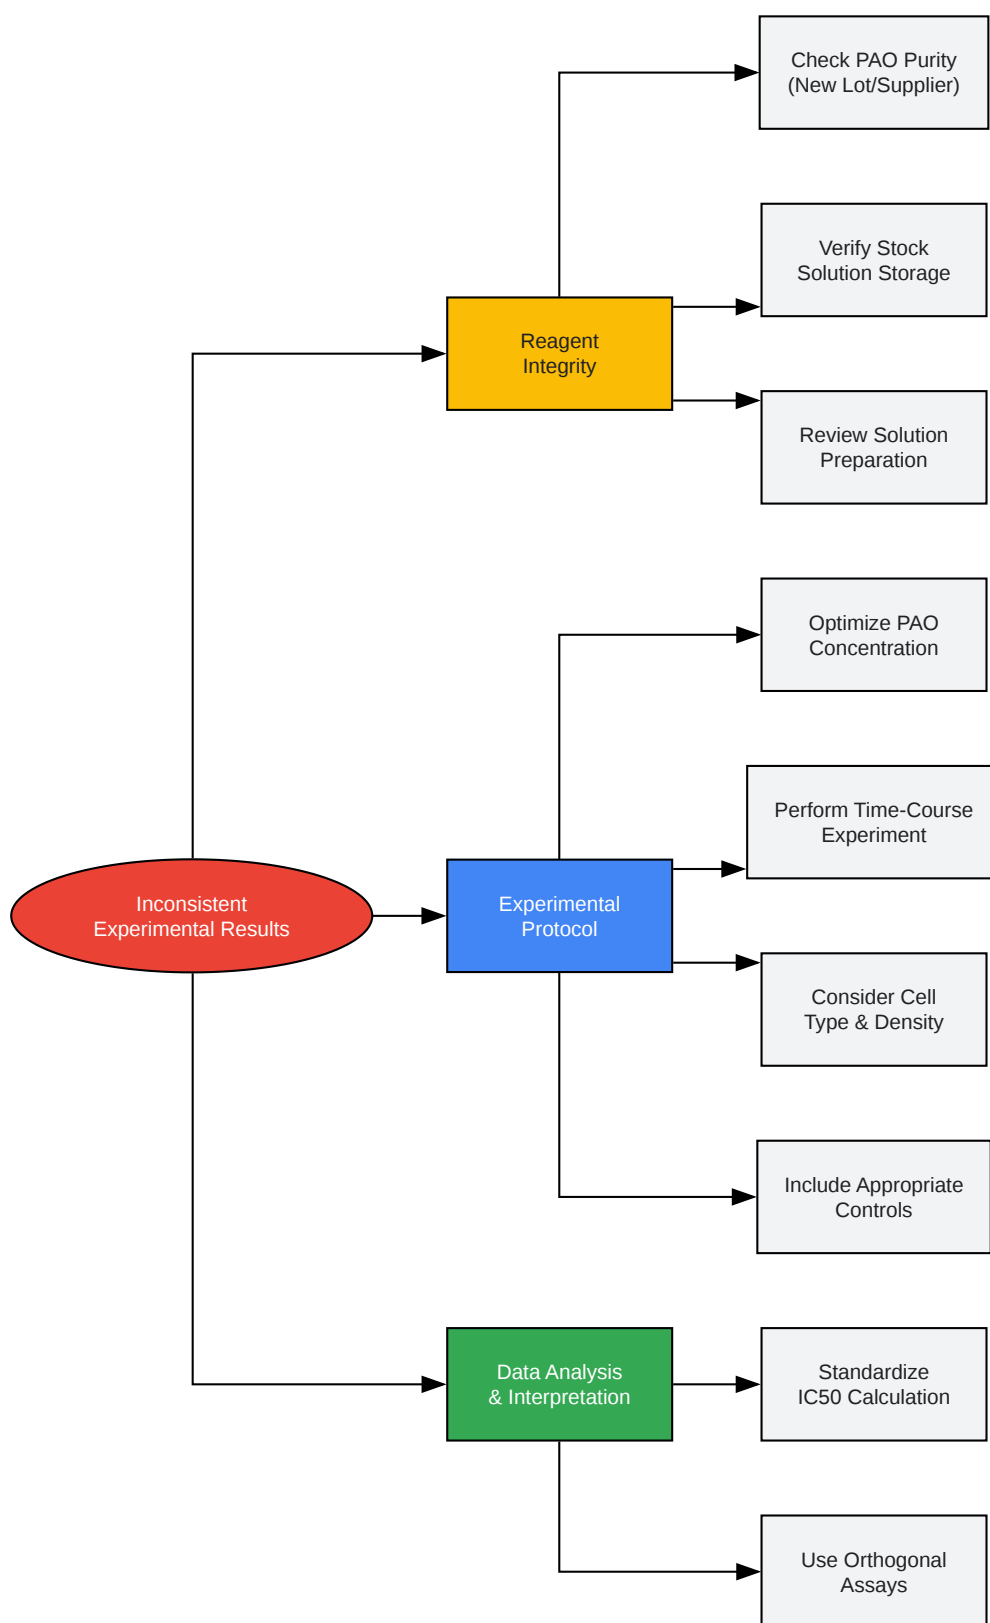 Check PAO Purity
(New Lot/Supplier)
Verify Stock
Solution Storage
Reagent
Integrity
Review Solution
Preparation
Optimize PAO
Concentration
Perform Time-Course
Experiment
Inconsistent
Experimental Results
Experimental
Protocol
Consider Cell
Type & Density
Include Appropriate
Controls
Data Analysis
& Interpretation
Standardize
IC50 Calculation
Use Orthogonal
Assays